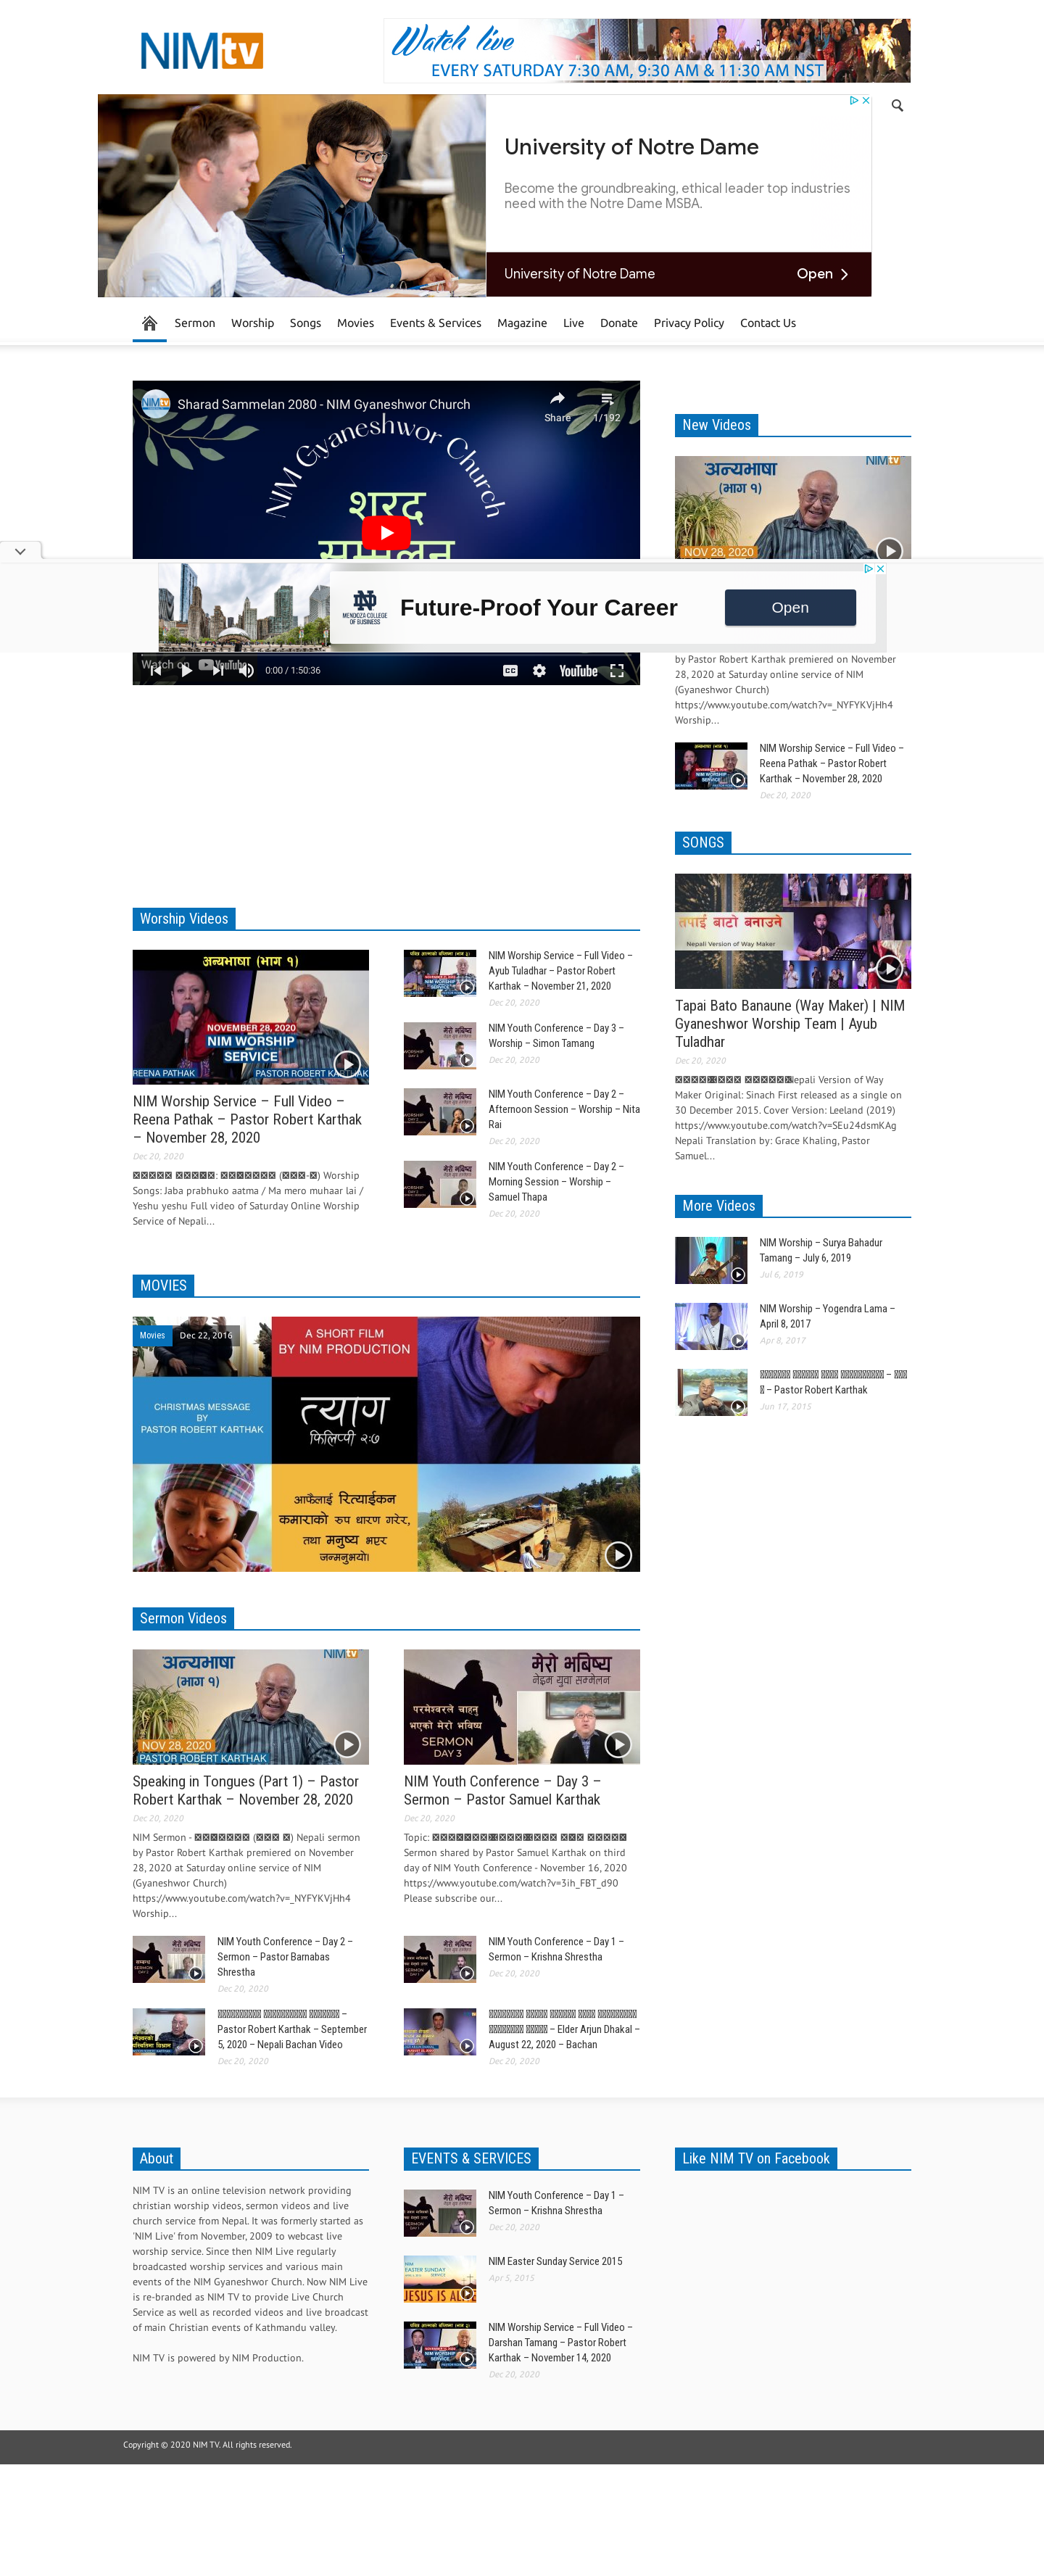 NIMtv
Watch live
EVERY SATURDAY 7:30 AM, 9:30 AM & 11:30 AM NST
University of Notre Dame
Become the groundbreaking, ethical leader top industries
need with the Notre Dame MSBA.
University of Notre Dame
Open
Sermon Worship Songs Movies Events & Services Magazine Live Donate Privacy Policy Contact Us
Sharad Sammelan 2080 - NIM Gyaneshwor Church
Share
1/192
NIM Gyaneshwor Church
शरद
सम्मेलन
Watch on YouTube
0:00 / 1:50:36
YouTube
New Videos
NIMtv
अन्यभाषा
(भाग १)
NOV 28, 2020
MENDOZA COLLEGE
OF BUSINESS
Future-Proof Your Career
Open
by Pastor Robert Karthak premiered on November
28, 2020 at Saturday online service of NIM
(Gyaneshwor Church)
https://www.youtube.com/watch?v=_NYFYKVjHh4
Worship...
NIM Worship Service – Full Video –
Reena Pathak – Pastor Robert
Karthak – November 28, 2020
Dec 20, 2020
SONGS
तपाईं बाटो बनाउने
Nepali Version of Way Maker
Tapai Bato Banaune (Way Maker) | NIM
Gyaneshwor Worship Team | Ayub
Tuladhar
Dec 20, 2020
Nepali Version of Way
Maker Original: Sinach First released as a single on
30 December 2015. Cover Version: Leeland (2019)
https://www.youtube.com/watch?v=SEu24dsmKAg
Nepali Translation by: Grace Khaling, Pastor
Samuel...
More Videos
NIM Worship – Surya Bahadur
Tamang – July 6, 2019
Jul 6, 2019
NIM Worship – Yogendra Lama –
April 8, 2017
Apr 8, 2017
– Pastor Robert Karthak
Jun 17, 2015
Worship Videos
अन्यभाषा (भाग १)
NOVEMBER 28, 2020
NIM WORSHIP
SERVICE
REENA PATHAK
PASTOR ROBERT KARTHAK
NIM Worship Service – Full Video –
Reena Pathak – Pastor Robert Karthak
– November 28, 2020
Dec 20, 2020
Worship
Songs: Jaba prabhuko aatma / Ma mero muhaar lai /
Yeshu yeshu Full video of Saturday Online Worship
Service of Nepali...
NIM Worship Service – Full Video –
Ayub Tuladhar – Pastor Robert
Karthak – November 21, 2020
Dec 20, 2020
NIM Youth Conference – Day 3 –
Worship – Simon Tamang
Dec 20, 2020
NIM Youth Conference – Day 2 –
Afternoon Session – Worship – Nita
Rai
Dec 20, 2020
NIM Youth Conference – Day 2 –
Morning Session – Worship –
Samuel Thapa
Dec 20, 2020
MOVIES
Movies
Dec 22, 2016
A SHORT FILM
BY NIM PRODUCTION
CHRISTMAS MESSAGE
BY
PASTOR ROBERT KARTHAK
त्याग
फिलिप्पी २:७
आफैलाई रित्याईकन
कमाराको रुप धारण गरेर,
तथा मनुष्य भएर
जन्मनुभयो।
Sermon Videos
NIMtv
अन्यभाषा
(भाग १)
NOV 28, 2020
PASTOR ROBERT KARTHAK
Speaking in Tongues (Part 1) – Pastor
Robert Karthak – November 28, 2020
Dec 20, 2020
NIM Sermon - Nepali sermon
by Pastor Robert Karthak premiered on November
28, 2020 at Saturday online service of NIM
(Gyaneshwor Church)
https://www.youtube.com/watch?v=_NYFYKVjHh4
Worship...
मेरो भबिष्य
नेइम युवा सम्मेलन
परमेश्वरले चाहनु
भएको मेरो भविष्य
SERMON
DAY 3
NIM Youth Conference – Day 3 –
Sermon – Pastor Samuel Karthak
Dec 20, 2020
Topic:
Sermon shared by Pastor Samuel Karthak on third
day of NIM Youth Conference - November 16, 2020
https://www.youtube.com/watch?v=3ih_FBT_d90
Please subscribe our...
NIM Youth Conference – Day 2 –
Sermon – Pastor Barnabas
Shrestha
Dec 20, 2020
NIM Youth Conference – Day 1 –
Sermon – Krishna Shrestha
Dec 20, 2020
–
Pastor Robert Karthak – September
5, 2020 – Nepali Bachan Video
Dec 20, 2020
– Elder Arjun Dhakal –
August 22, 2020 – Bachan
Dec 20, 2020
About
NIM TV is an online television network providing
christian worship videos, sermon videos and live
church service from Nepal. It was formerly started as
'NIM Live' from November, 2009 to webcast live
worship service. Since then NIM Live regularly
broadcasted worship services and various main
events of the NIM Gyaneshwor Church. Now NIM Live
is re-branded as NIM TV to provide Live Church
Service as well as recorded videos and live broadcast
of main Christian events of Kathmandu valley.
NIM TV is powered by NIM Production.
EVENTS & SERVICES
NIM Youth Conference – Day 1 –
Sermon – Krishna Shrestha
Dec 20, 2020
NIM Easter Sunday Service 2015
Apr 5, 2015
NIM Worship Service – Full Video –
Darshan Tamang – Pastor Robert
Karthak – November 14, 2020
Dec 20, 2020
Like NIM TV on Facebook
Copyright © 2020 NIM TV. All rights reserved.